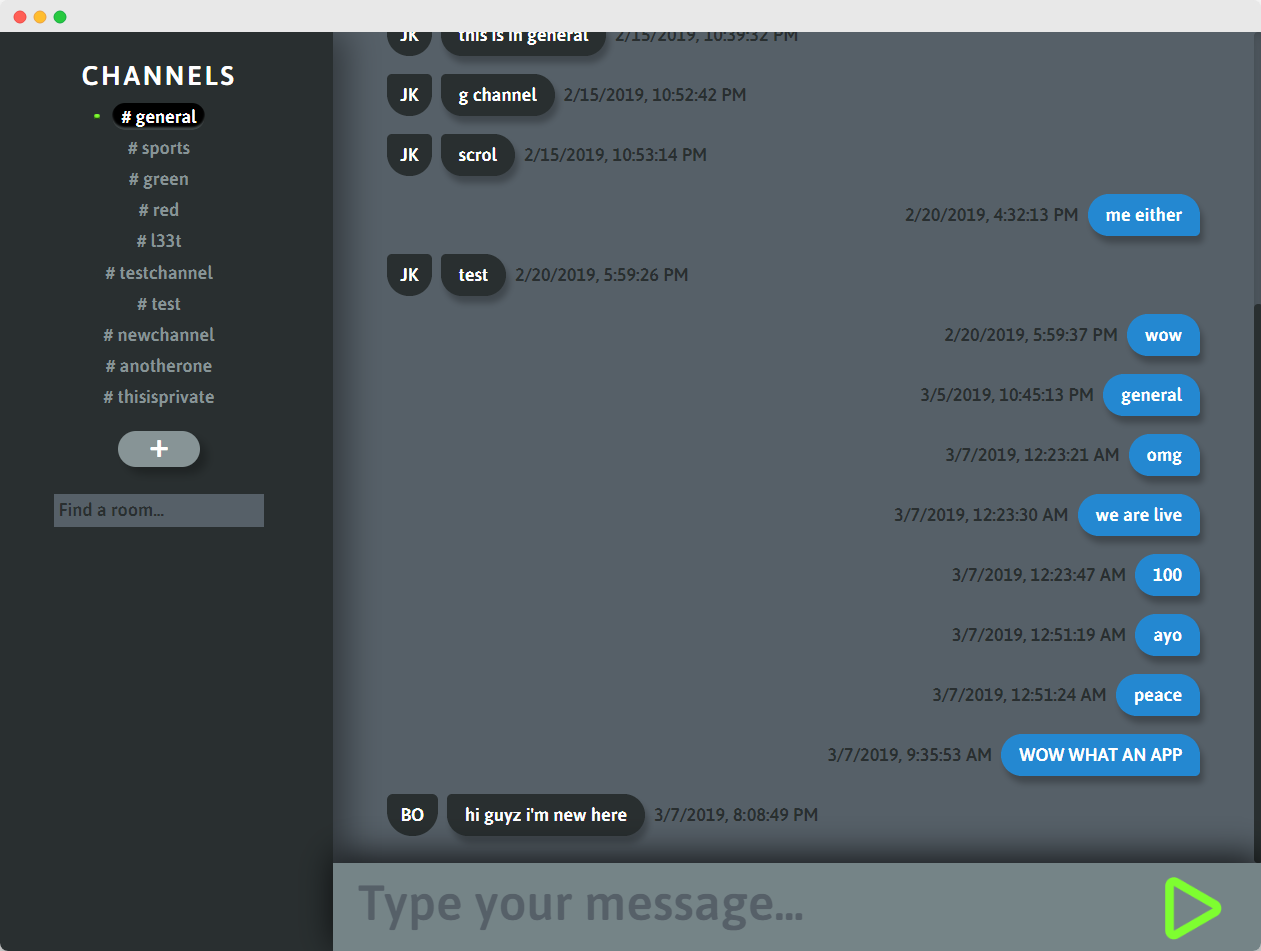 CHANNELS
# general
# sports
# green
# red
# l33t
# testchannel
# test
# newchannel
# anotherone
# thisisprivate
+
Find a room...
JK this is in general 2/15/2019, 10:39:32 PM
JK g channel 2/15/2019, 10:52:42 PM
JK scrol 2/15/2019, 10:53:14 PM
2/20/2019, 4:32:13 PM me either
JK test 2/20/2019, 5:59:26 PM
2/20/2019, 5:59:37 PM wow
3/5/2019, 10:45:13 PM general
3/7/2019, 12:23:21 AM omg
3/7/2019, 12:23:30 AM we are live
3/7/2019, 12:23:47 AM 100
3/7/2019, 12:51:19 AM ayo
3/7/2019, 12:51:24 AM peace
3/7/2019, 9:35:53 AM WOW WHAT AN APP
BO hi guyz i'm new here 3/7/2019, 8:08:49 PM
Type your message...